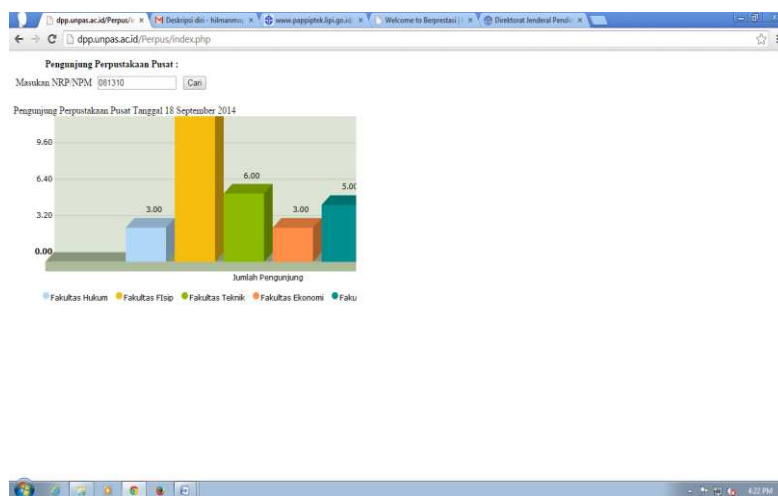 dpp.unpas.ac.id/Perpus/i
Deskripsi diri - hilmanmu
www.pappiptek.lipi.go.id
Welcome to Berprestasi |
Direktorat Jenderal Pendi
dpp.unpas.ac.id/Perpus/index.php
Pengunjung Perpustakaan Pusat :
Masukan NRP/NPM 081310 Cari
Pengunjung Perpustakaan Pusat Tanggal 18 September 2014
9.60
6.40
3.20
0.00
3.00
6.00
3.00
5.00
Jumlah Pengunjung
Fakultas Hukum Fakultas FIsip Fakultas Teknik Fakultas Ekonomi Faku
4:22 PM